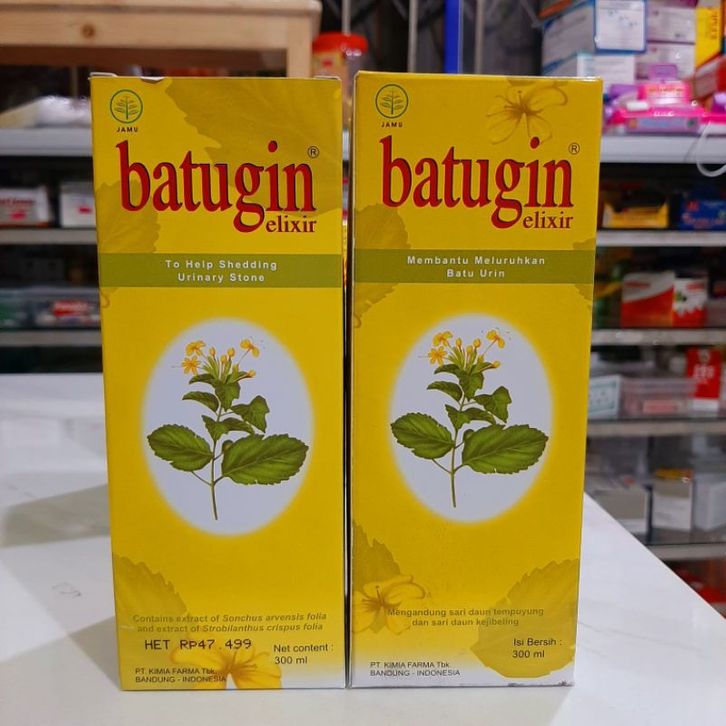 JAMU
batugin®
elixir
To Help Shedding
Urinary Stone
Contains extract of Sonchus arvensis folia
and extract of Strobilanthus crispus folia
HET RP47.499
Net content :
300 ml
PT. KIMIA FARMA Tbk.
BANDUNG - INDONESIA
JAMU
batugin®
elixir
Membantu Meluruhkan
Batu Urin
Mengandung sari daun tempuyung
dan sari daun kejibeling
Isi Bersih :
300 ml
PT. KIMIA FARMA Tbk.
BANDUNG - INDONESIA